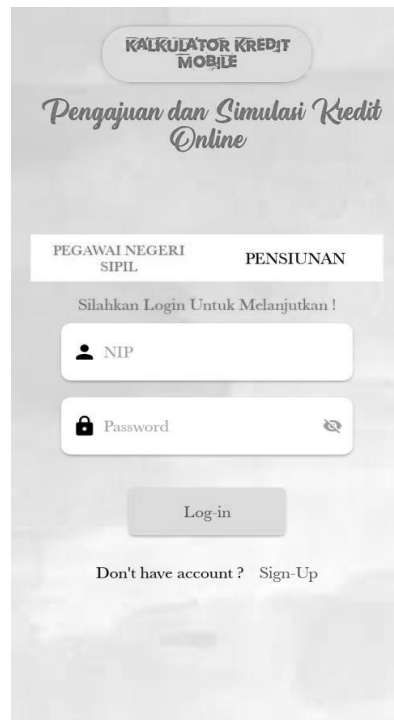 KALKULATOR KREDIT
MOBILE
Pengajuan dan Simulasi Kredit
Online
PEGAWAI NEGERI
SIPIL
PENSIUNAN
Silahkan Login Untuk Melanjutkan !
NIP
Password
Log-in
Don't have account ? Sign-Up